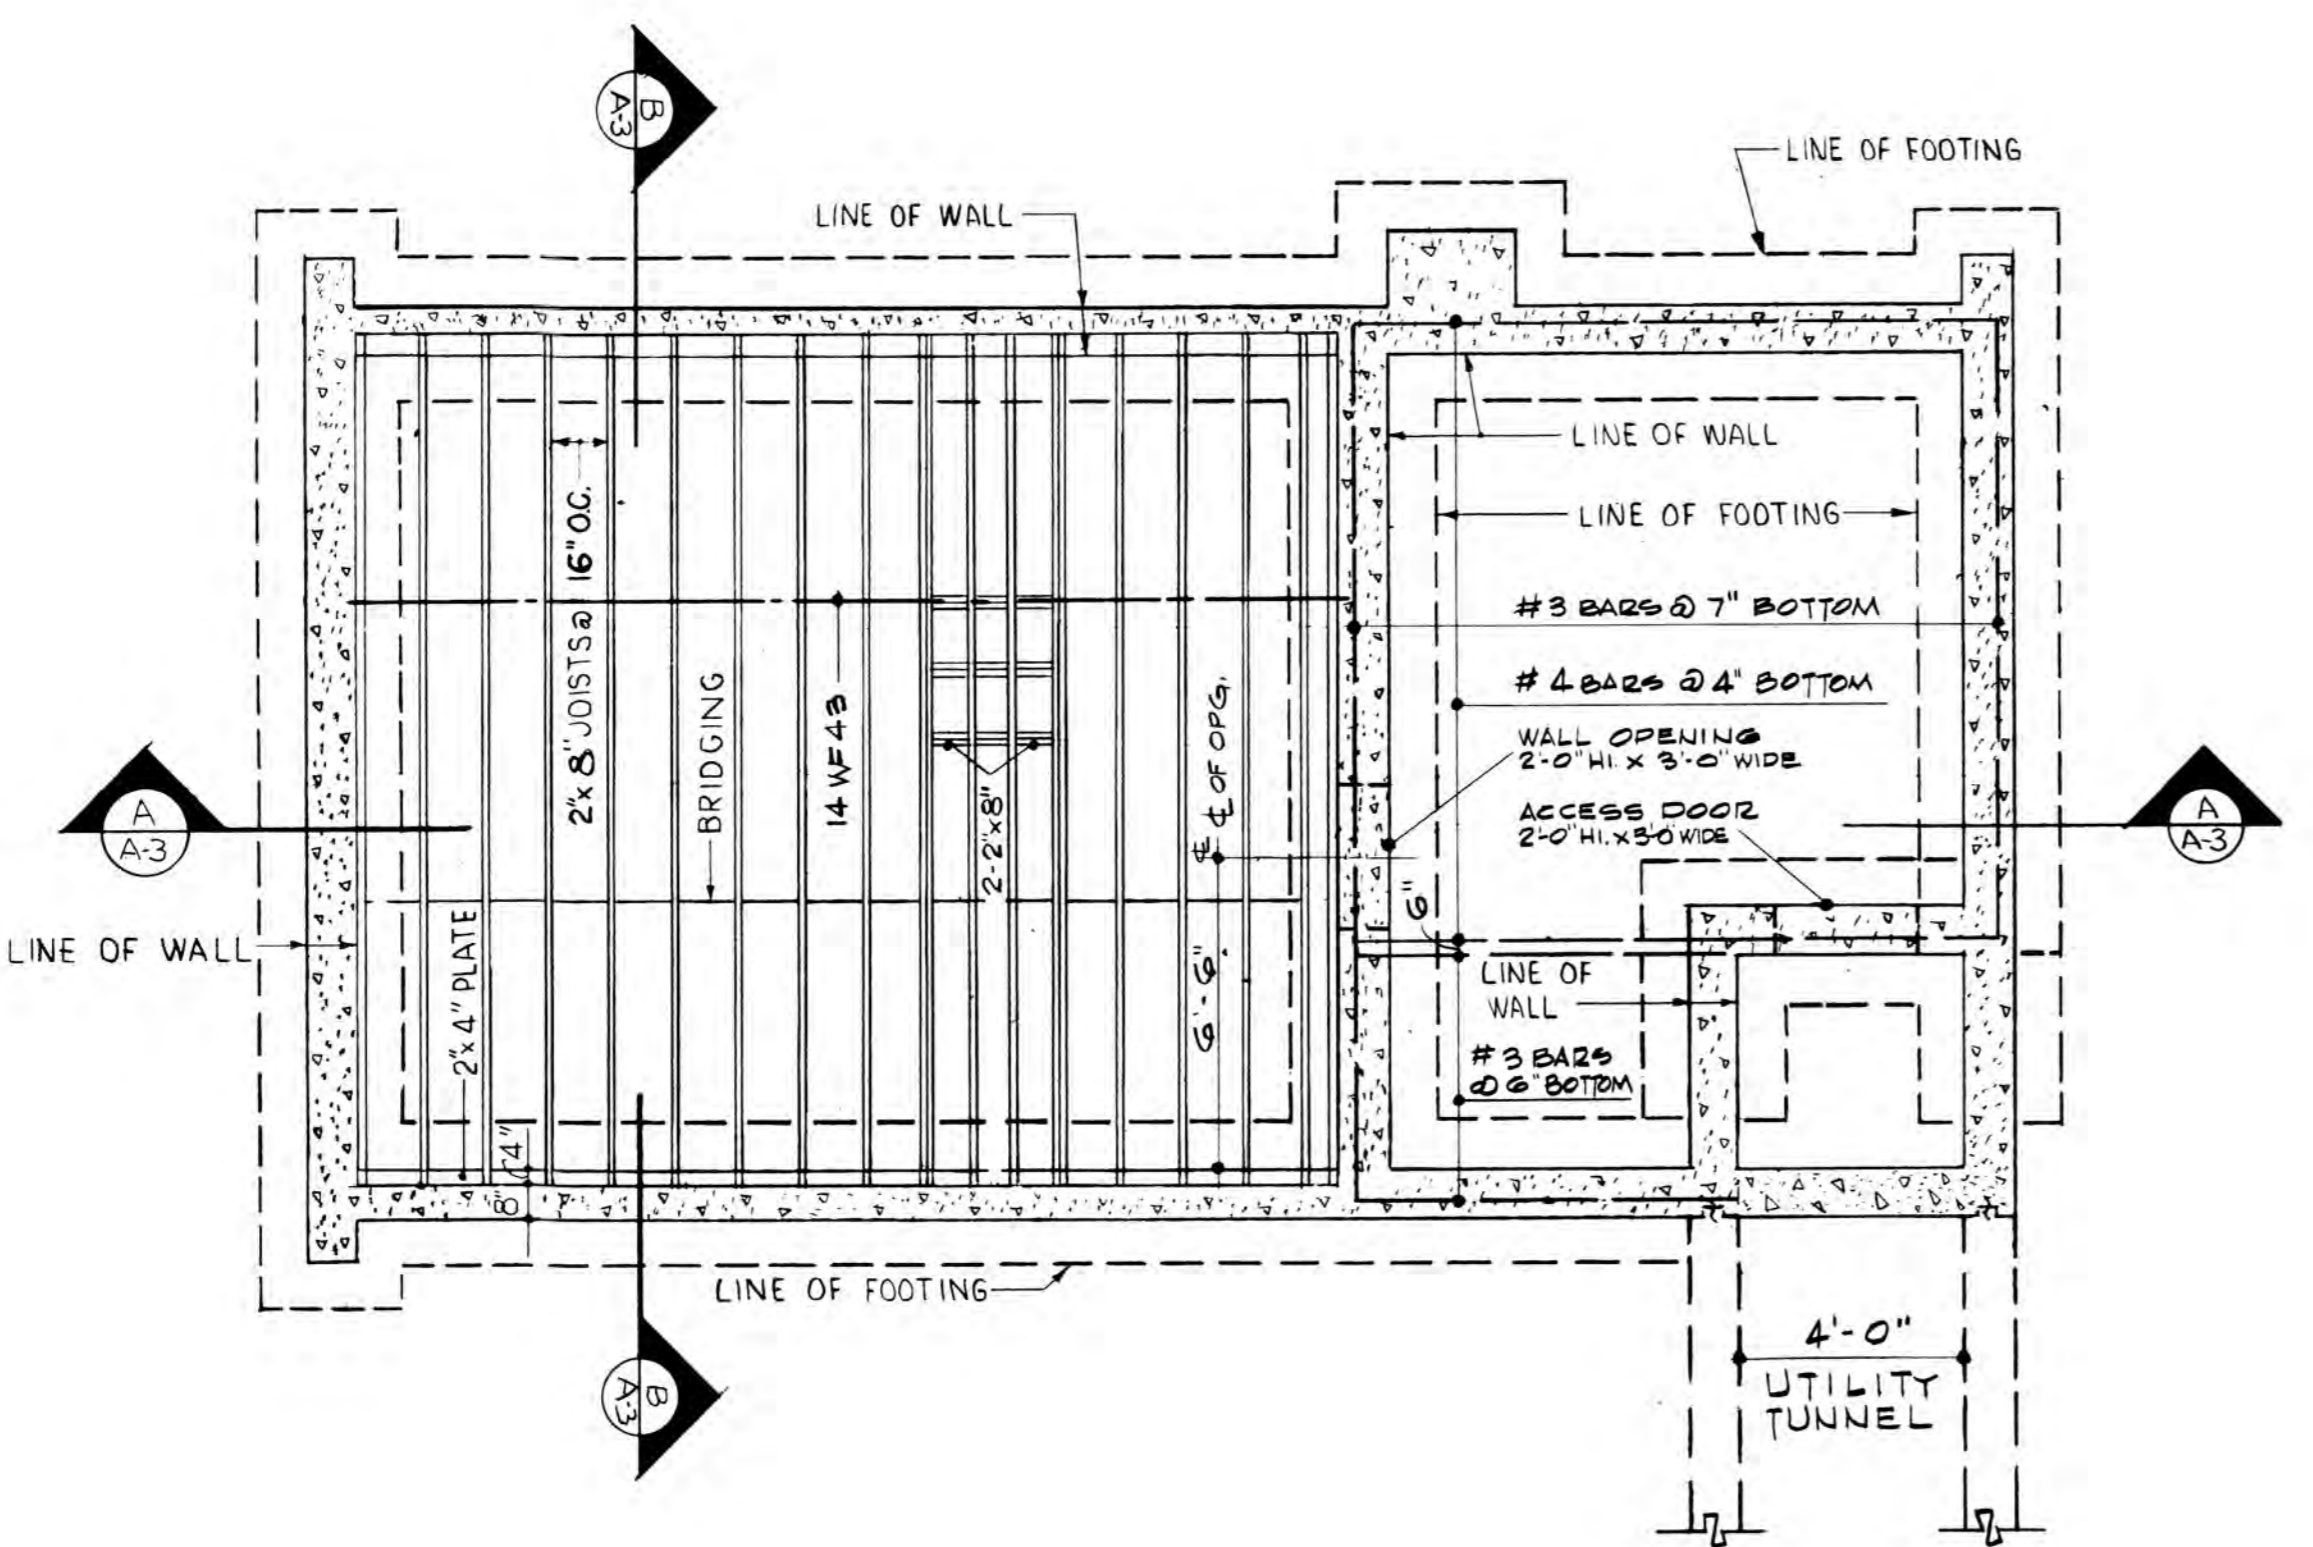 B
A-3
LINE OF FOOTING
LINE OF WALL
LINE OF WALL
LINE OF FOOTING
2"x8" JOISTS @ 16" O.C.
BRIDGING
14 WF 43
2-2"x8"
℄ OF OPG.
6'-6"
#3 BARS @ 7" BOTTOM
#4 BARS @ 4" BOTTOM
WALL OPENING
2'-0" HI. x 3'-0" WIDE
ACCESS DOOR
2'-0" HI. x 3'-0" WIDE
A
A-3
A
A-3
6"
LINE OF WALL
2"x4" PLATE
LINE OF
WALL
#3 BARS
@ 6" BOTTOM
4"
8"
LINE OF FOOTING
B
A-3
4'-0"
UTILITY
TUNNEL